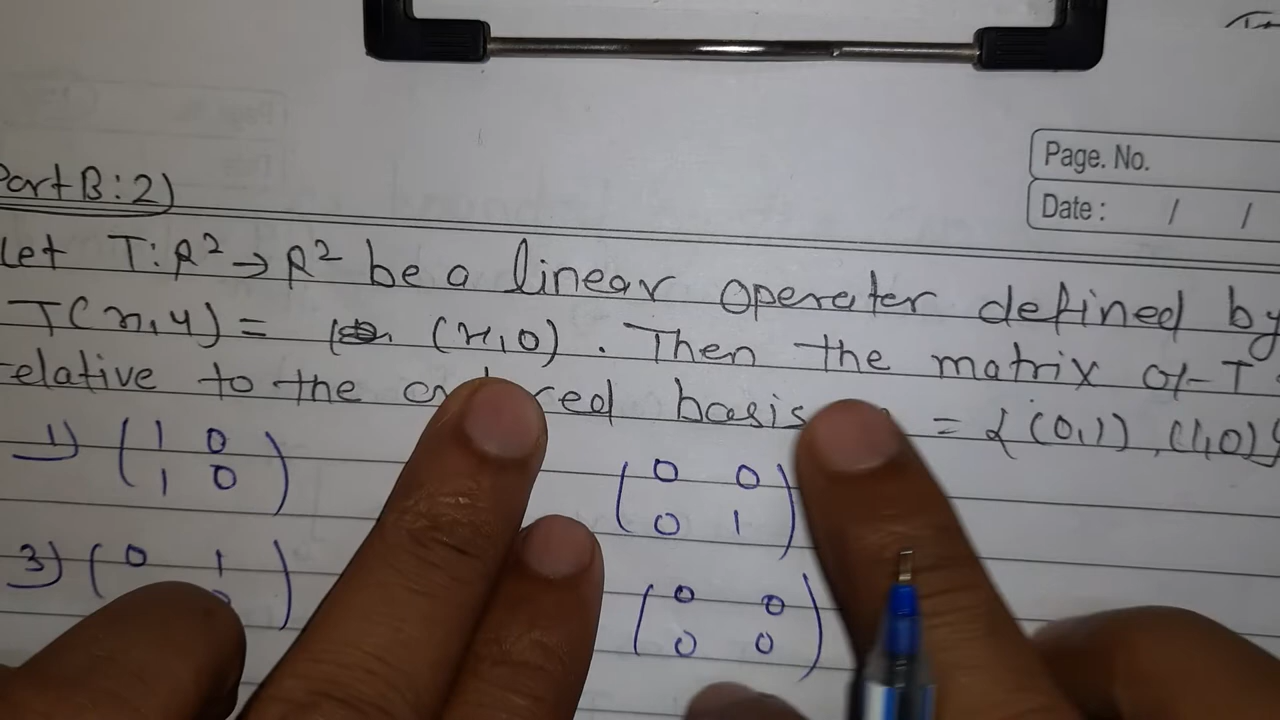 Page. No.
Date : / /
Part B : 2)
Let T: R² → R² be a linear operater defined by
T(x, y) = (x, 0) . Then the matrix of T
relative to the basis = {(0,1), (1,0)}
1) ( 1 0
1 0 )
( 0 0
0 1 )
3) ( 0 1
)
( 0 0
0 0 )